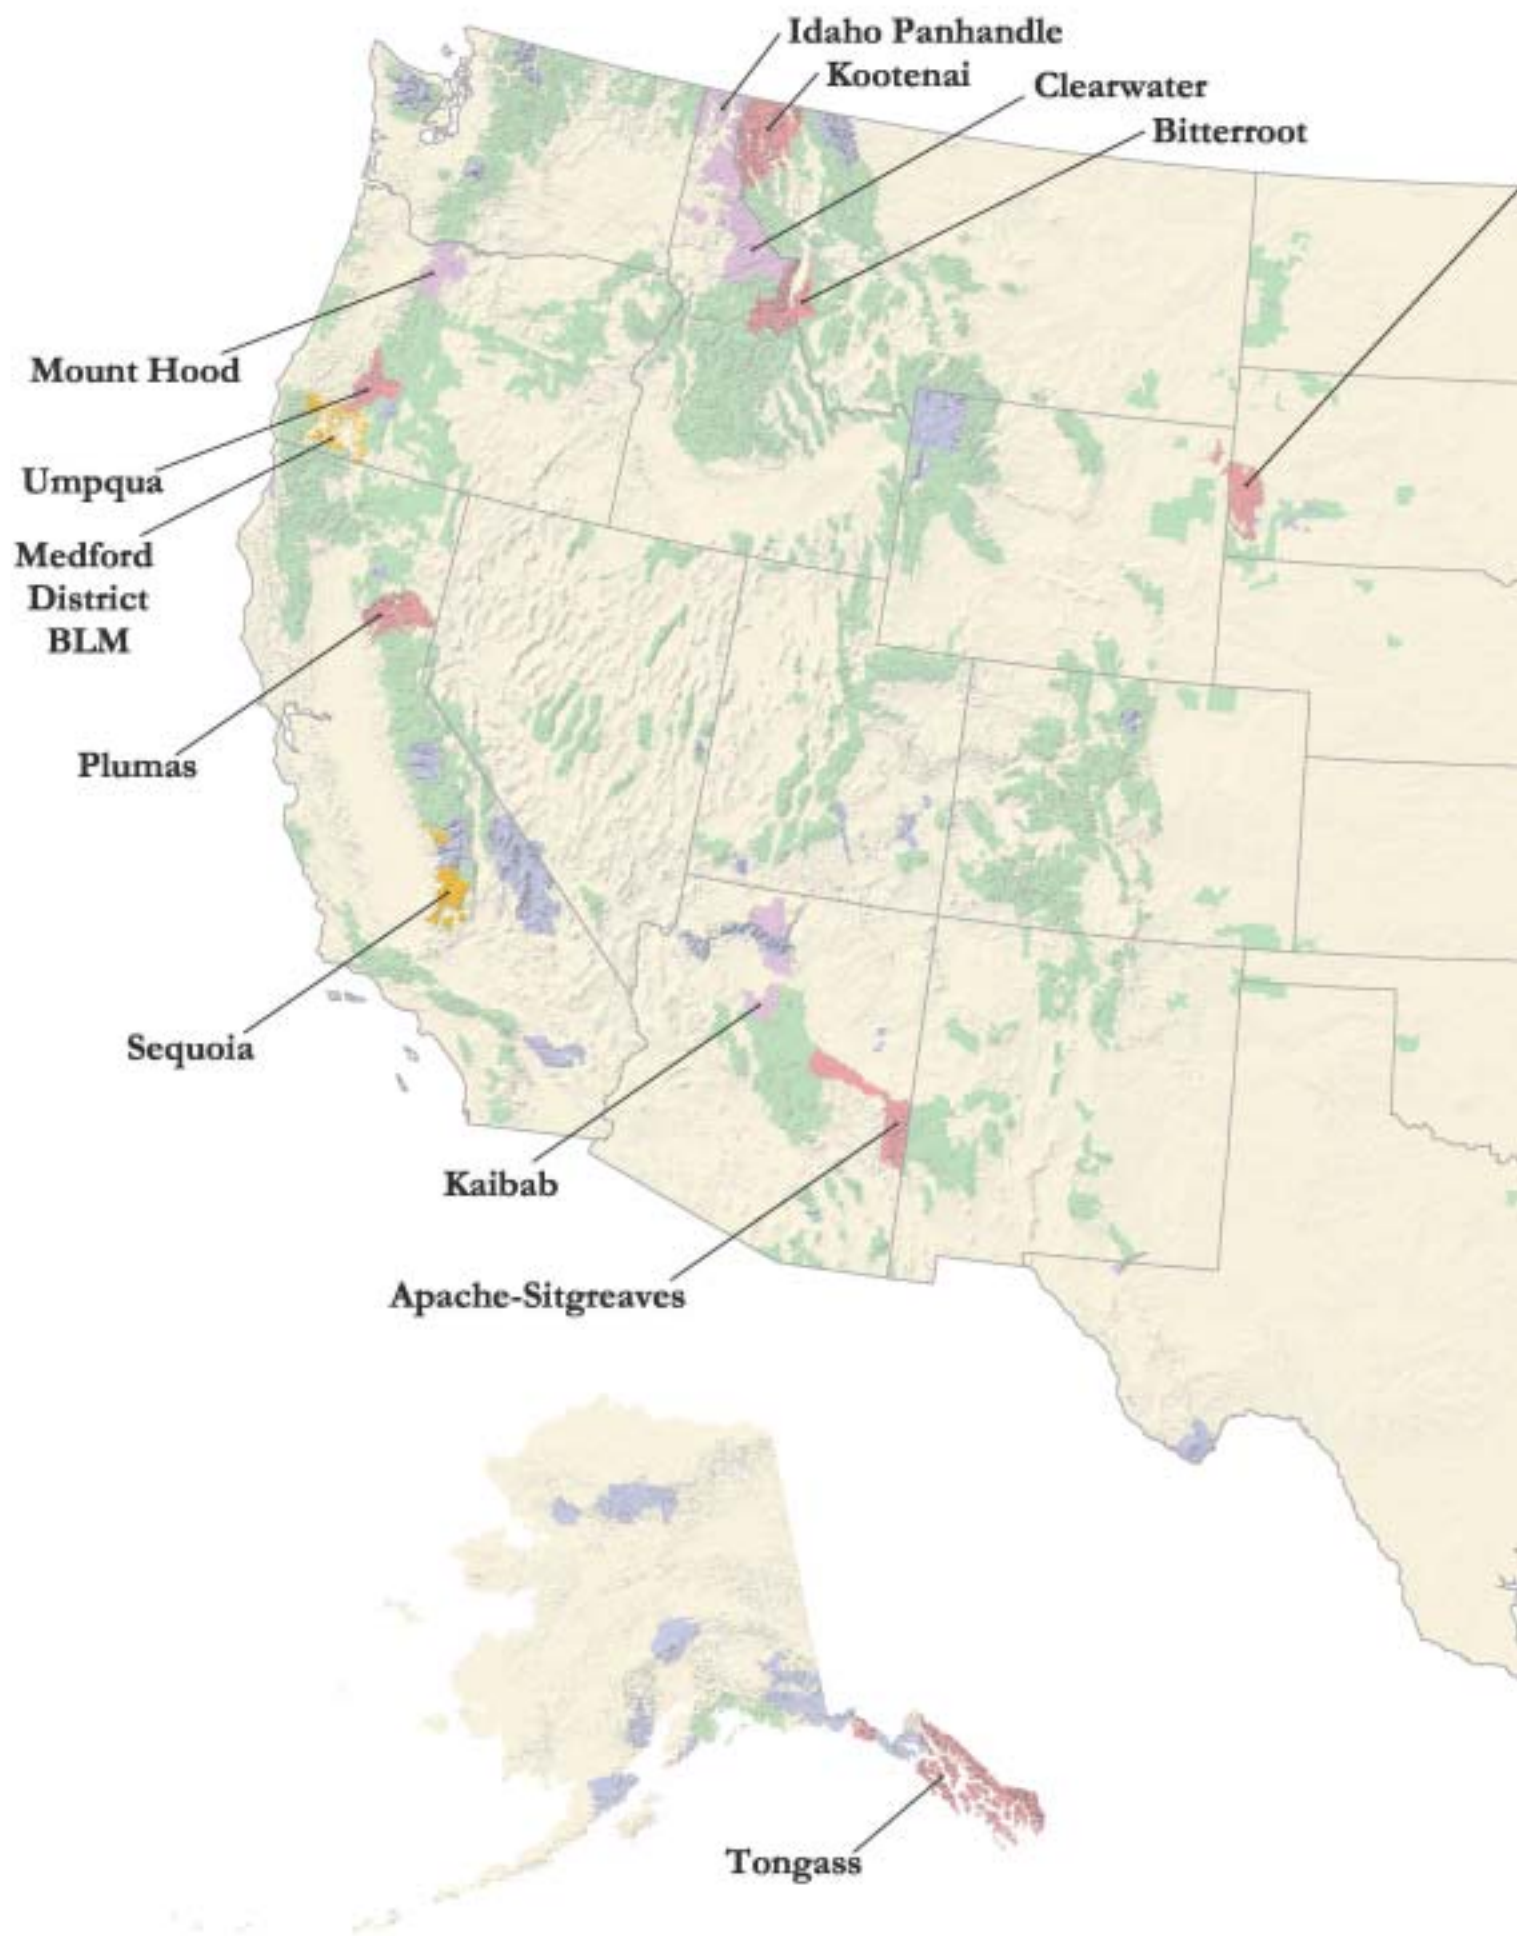 Idaho Panhandle
Kootenai
Clearwater
Bitterroot
Mount Hood
Umpqua
Medford
District
BLM
Plumas
Sequoia
Kaibab
Apache-Sitgreaves
Tongass